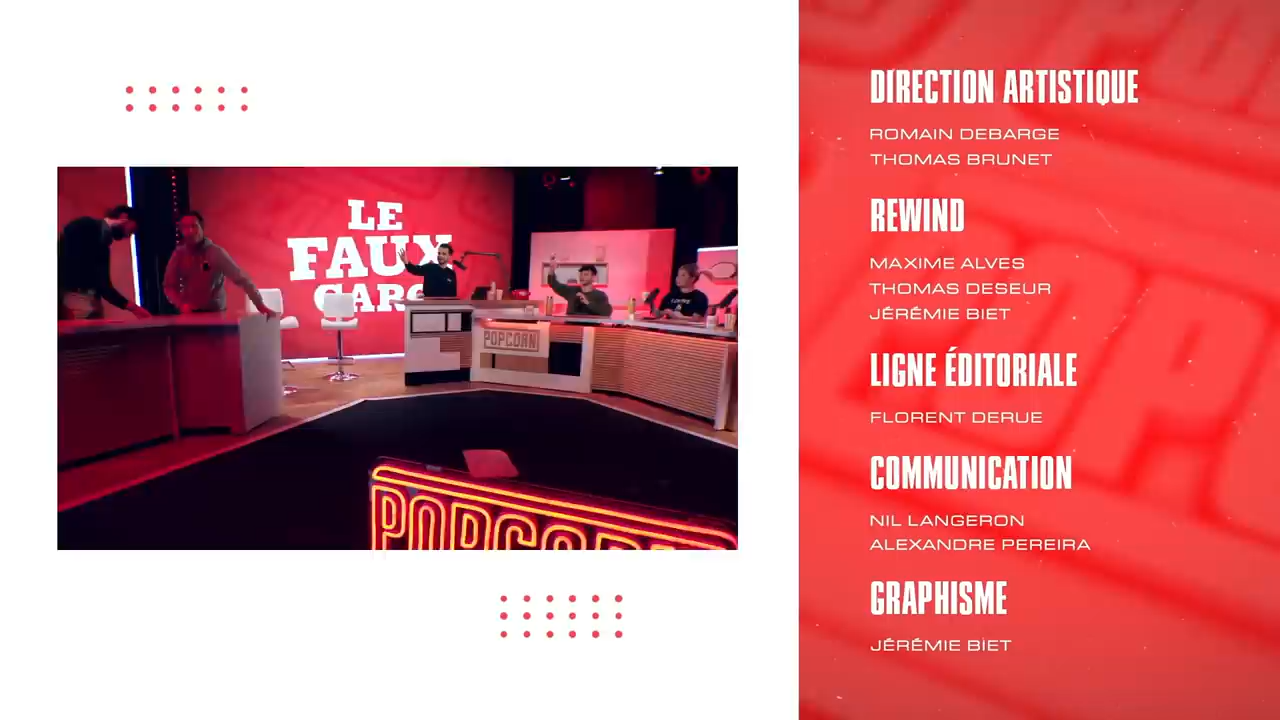 LE
FAUX
POPCORN
POPCORN
DIRECTION ARTISTIQUE
ROMAIN DEBARGE
THOMAS BRUNET
REWIND
MAXIME ALVES
THOMAS DESEUR
JÉRÉMIE BIET
LIGNE ÉDITORIALE
FLORENT DERUE
COMMUNICATION
NIL LANGERON
ALEXANDRE PEREIRA
GRAPHISME
JÉRÉMIE BIET